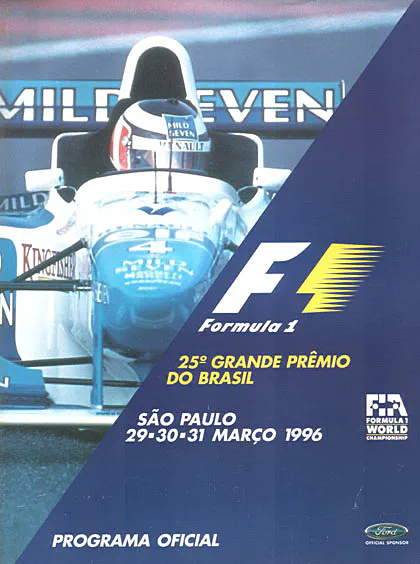 MILD SEVEN
MILD
SEVEN
RENAULT
KINGFISHER
4
MILD
SEVEN
F1
Formula 1
25º GRANDE PRÊMIO
DO BRASIL
SÃO PAULO
29-30-31 MARÇO 1996
FIA
FORMULA 1
WORLD
CHAMPIONSHIP
PROGRAMA OFICIAL
Ford
OFFICIAL SPONSOR